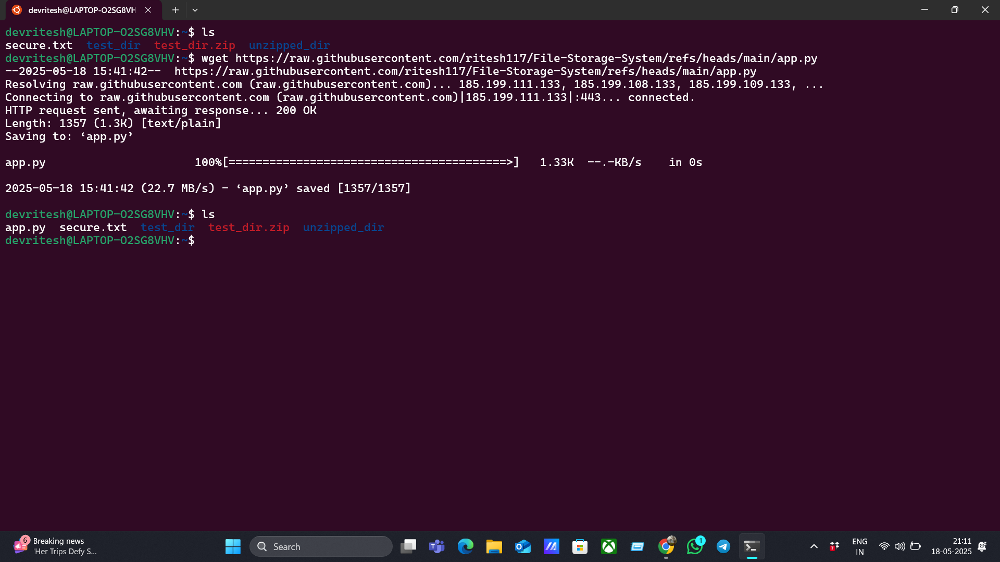 devritesh@LAPTOP-O2SG8VH
devritesh@LAPTOP-O2SG8VHV:~$ ls
secure.txt  test_dir  test_dir.zip  unzipped_dir
devritesh@LAPTOP-O2SG8VHV:~$ wget https://raw.githubusercontent.com/ritesh117/File-Storage-System/refs/heads/main/app.py
--2025-05-18 15:41:42--  https://raw.githubusercontent.com/ritesh117/File-Storage-System/refs/heads/main/app.py
Resolving raw.githubusercontent.com (raw.githubusercontent.com)... 185.199.111.133, 185.199.108.133, 185.199.109.133, ...
Connecting to raw.githubusercontent.com (raw.githubusercontent.com)|185.199.111.133|:443... connected.
HTTP request sent, awaiting response... 200 OK
Length: 1357 (1.3K) [text/plain]
Saving to: ‘app.py’
app.py                      100%[=========================================>]   1.33K  --.-KB/s    in 0s
2025-05-18 15:41:42 (22.7 MB/s) - ‘app.py’ saved [1357/1357]
devritesh@LAPTOP-O2SG8VHV:~$ ls
app.py  secure.txt  test_dir  test_dir.zip  unzipped_dir
devritesh@LAPTOP-O2SG8VHV:~$
6
Breaking news
'Her Trips Defy S...
Search
1
7
ENG
IN
21:11
18-05-2025